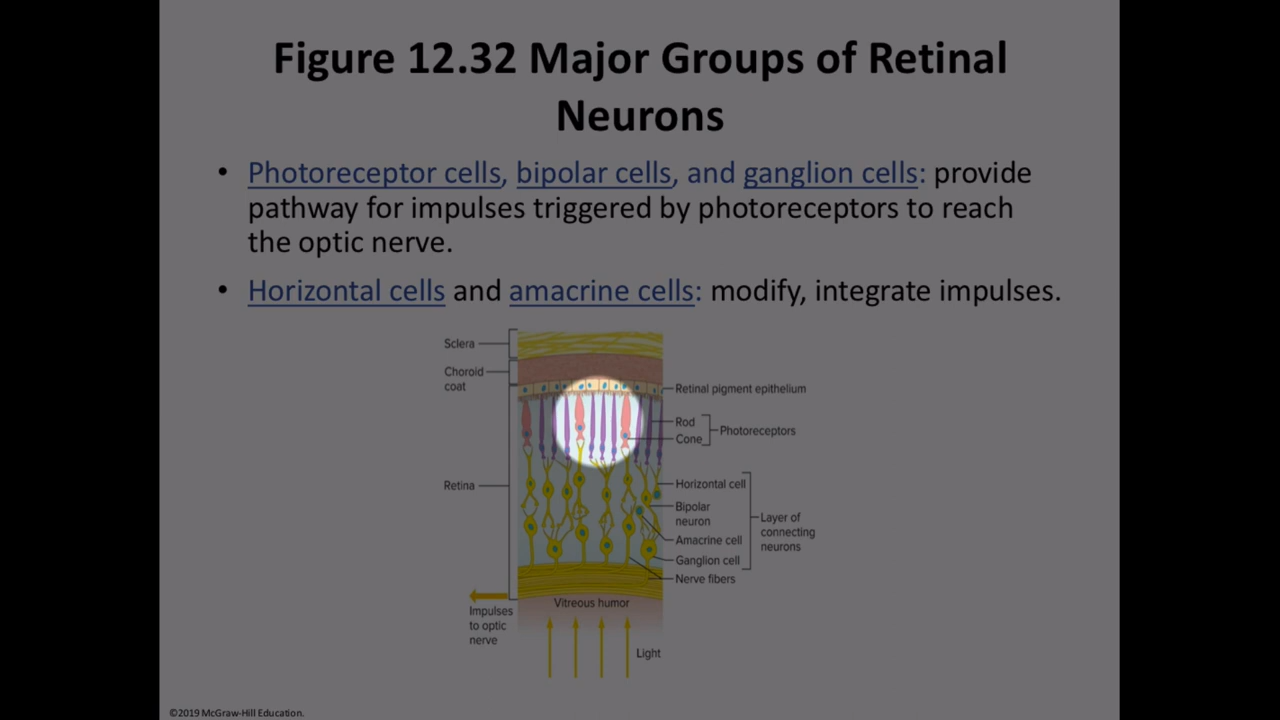 Figure 12.32 Major Groups of Retinal
Neurons
• Photoreceptor cells, bipolar cells, and ganglion cells: provide
pathway for impulses triggered by photoreceptors to reach
the optic nerve.
• Horizontal cells and amacrine cells: modify, integrate impulses.
Sclera
Choroid
coat
Retina
Impulses
to optic
nerve
Retinal pigment epithelium
Rod
Cone
Photoreceptors
Horizontal cell
Bipolar
neuron
Amacrine cell
Ganglion cell
Layer of
connecting
neurons
Nerve fibers
Vitreous humor
Light
©2019 McGraw-Hill Education.